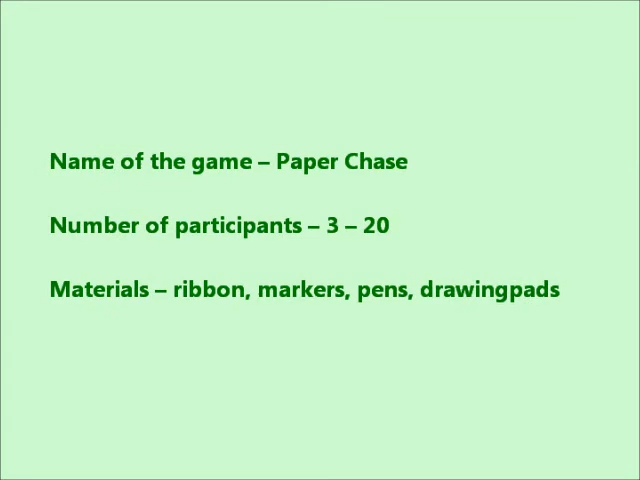 Name of the game – Paper Chase
Number of participants – 3 – 20
Materials – ribbon, markers, pens, drawingpads